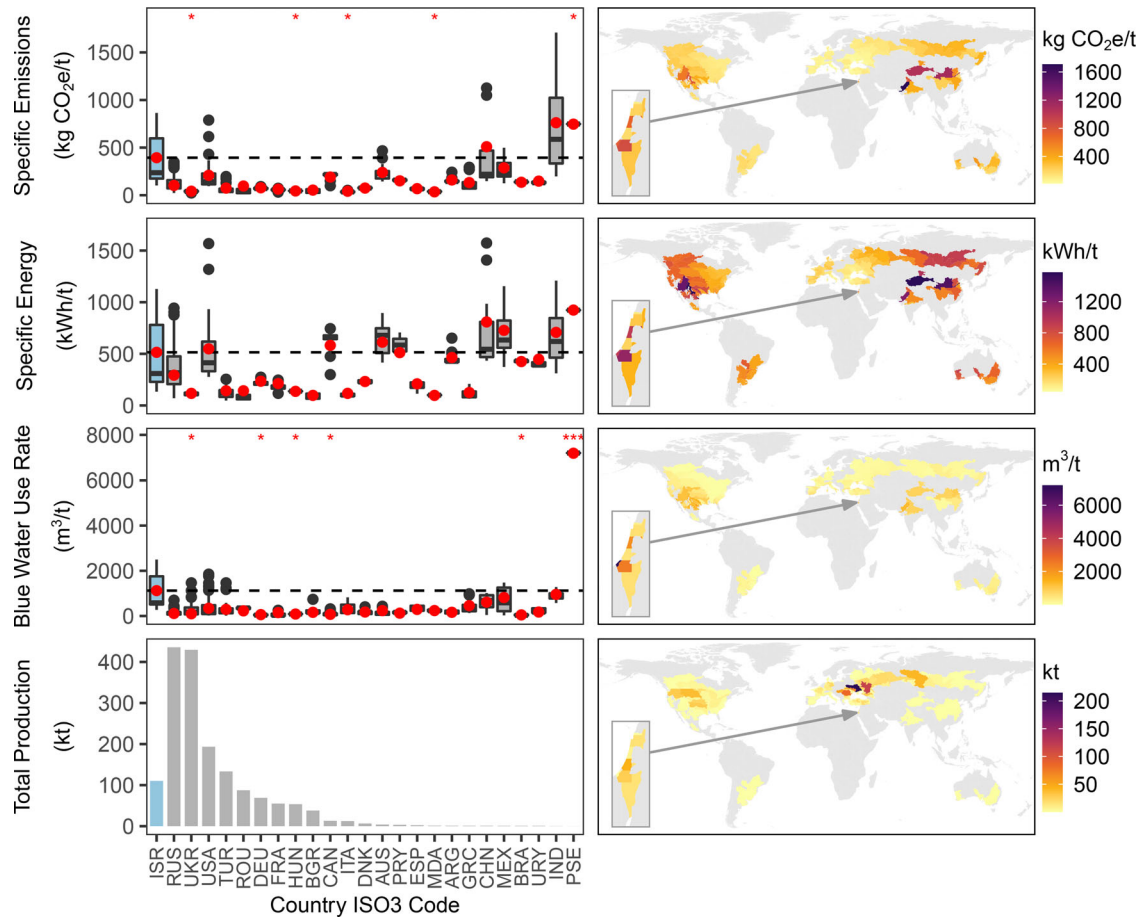 Specific Emissions
(kg CO₂e/t)
1500
1000
500
0
* * * * *
kg CO₂e/t
1600
1200
800
400
Specific Energy
(kWh/t)
1500
1000
500
0
kWh/t
1200
800
400
Blue Water Use Rate
(m³/t)
8000
6000
4000
2000
0
* * * * * ***
m³/t
6000
4000
2000
Total Production
(kt)
400
300
200
100
0
kt
200
150
100
50
ISR
RUS
UKR
USA
TUR
ROU
DEU
FRA
HUN
BGR
CAN
ITA
DNK
AUS
PRY
ESP
MDA
ARG
GRC
CHN
MEX
BRA
URY
IND
PSE
Country ISO3 Code